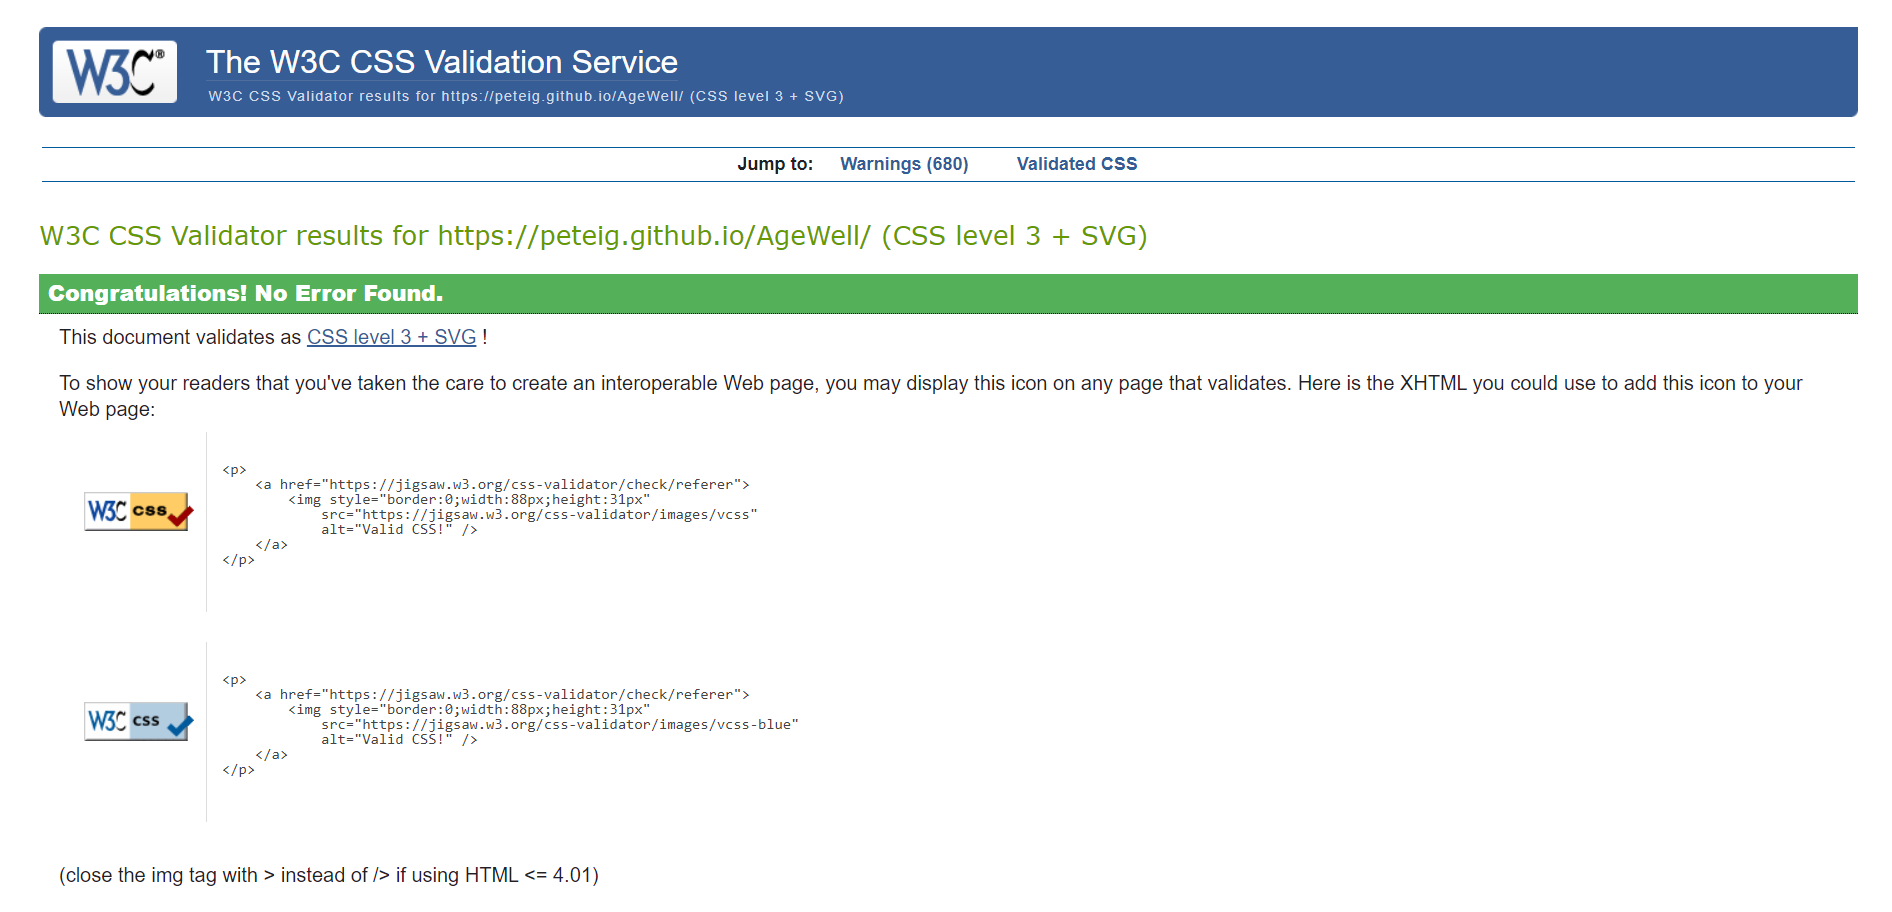 W3C®
The W3C CSS Validation Service
W3C CSS Validator results for https://peteig.github.io/AgeWell/ (CSS level 3 + SVG)
Jump to: Warnings (680) Validated CSS
W3C CSS Validator results for https://peteig.github.io/AgeWell/ (CSS level 3 + SVG)
Congratulations! No Error Found.
This document validates as CSS level 3 + SVG !
To show your readers that you've taken the care to create an interoperable Web page, you may display this icon on any page that validates. Here is the XHTML you could use to add this icon to your
Web page:
W3C css
<p>
    <a href="https://jigsaw.w3.org/css-validator/check/referer">
        <img style="border:0;width:88px;height:31px"
            src="https://jigsaw.w3.org/css-validator/images/vcss"
            alt="Valid CSS!" />
    </a>
</p>
W3C css
<p>
    <a href="https://jigsaw.w3.org/css-validator/check/referer">
        <img style="border:0;width:88px;height:31px"
            src="https://jigsaw.w3.org/css-validator/images/vcss-blue"
            alt="Valid CSS!" />
    </a>
</p>
(close the img tag with > instead of /> if using HTML <= 4.01)